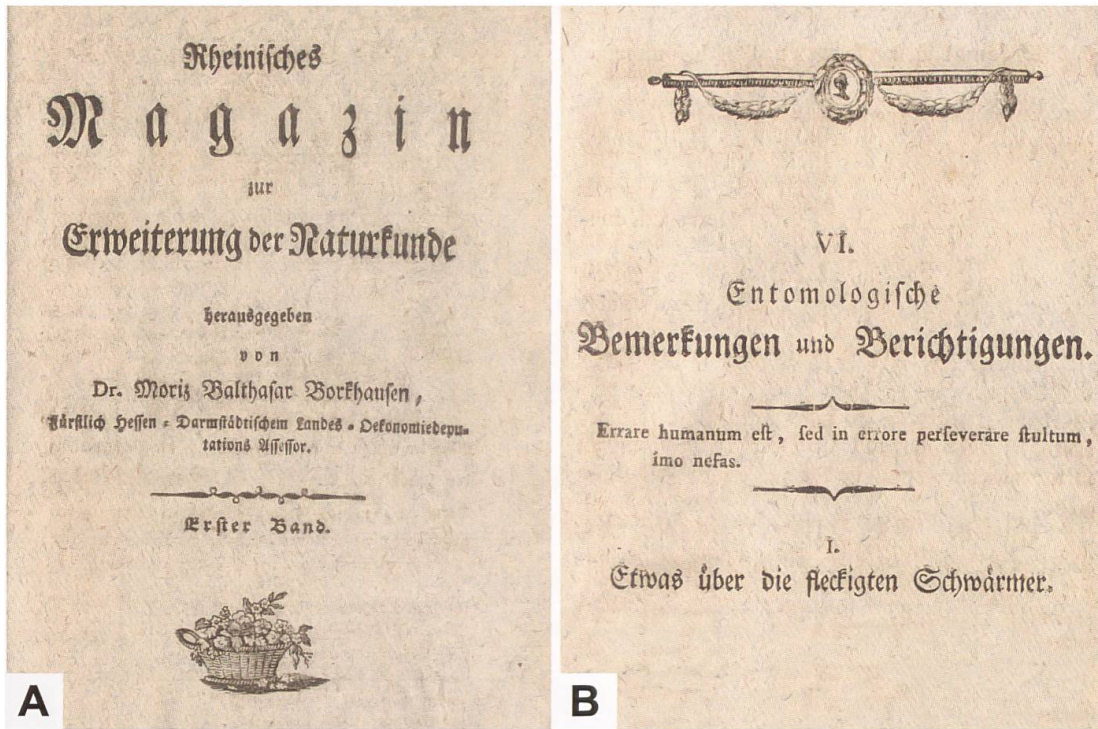 Rheinisches
Magazin
zur
Erweiterung der Naturkunde
herausgegeben
von
Dr. Moriz Balthasar Borkhausen,
Fürstlich Hessen = Darmstädtischem Landes = Oekonomiedepu=
tations Assessor.
Erster Band.
A
VI.
Entomologische
Bemerkungen und Berichtigungen.
Errare humanum est, sed in errore perseverare stultum,
imo nefas.
I.
Etwas über die fleckigten Schwärmer.
B